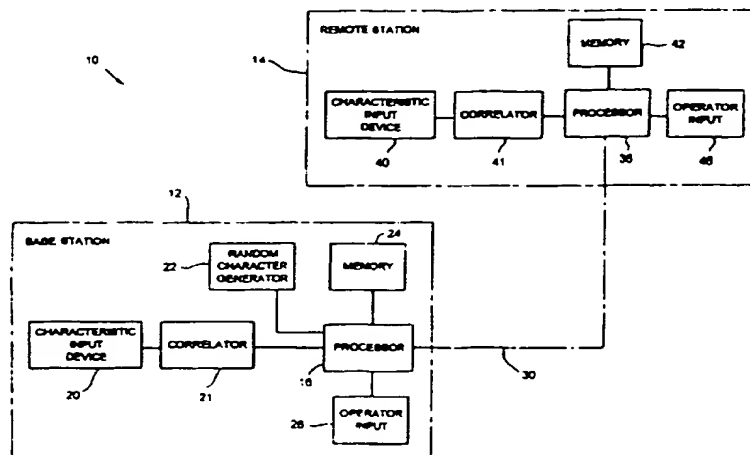 REMOTE STATION
MEMORY
42
10
14
CHARACTERISTIC
INPUT
DEVICE
CORRELATOR
PROCESSOR
OPERATOR
INPUT
40
41
36
46
12
BASE STATION
24
22
RANDOM
CHARACTER
GENERATOR
MEMORY
CHARACTERISTIC
INPUT
DEVICE
CORRELATOR
PROCESSOR
20
21
16
30
26
OPERATOR
INPUT